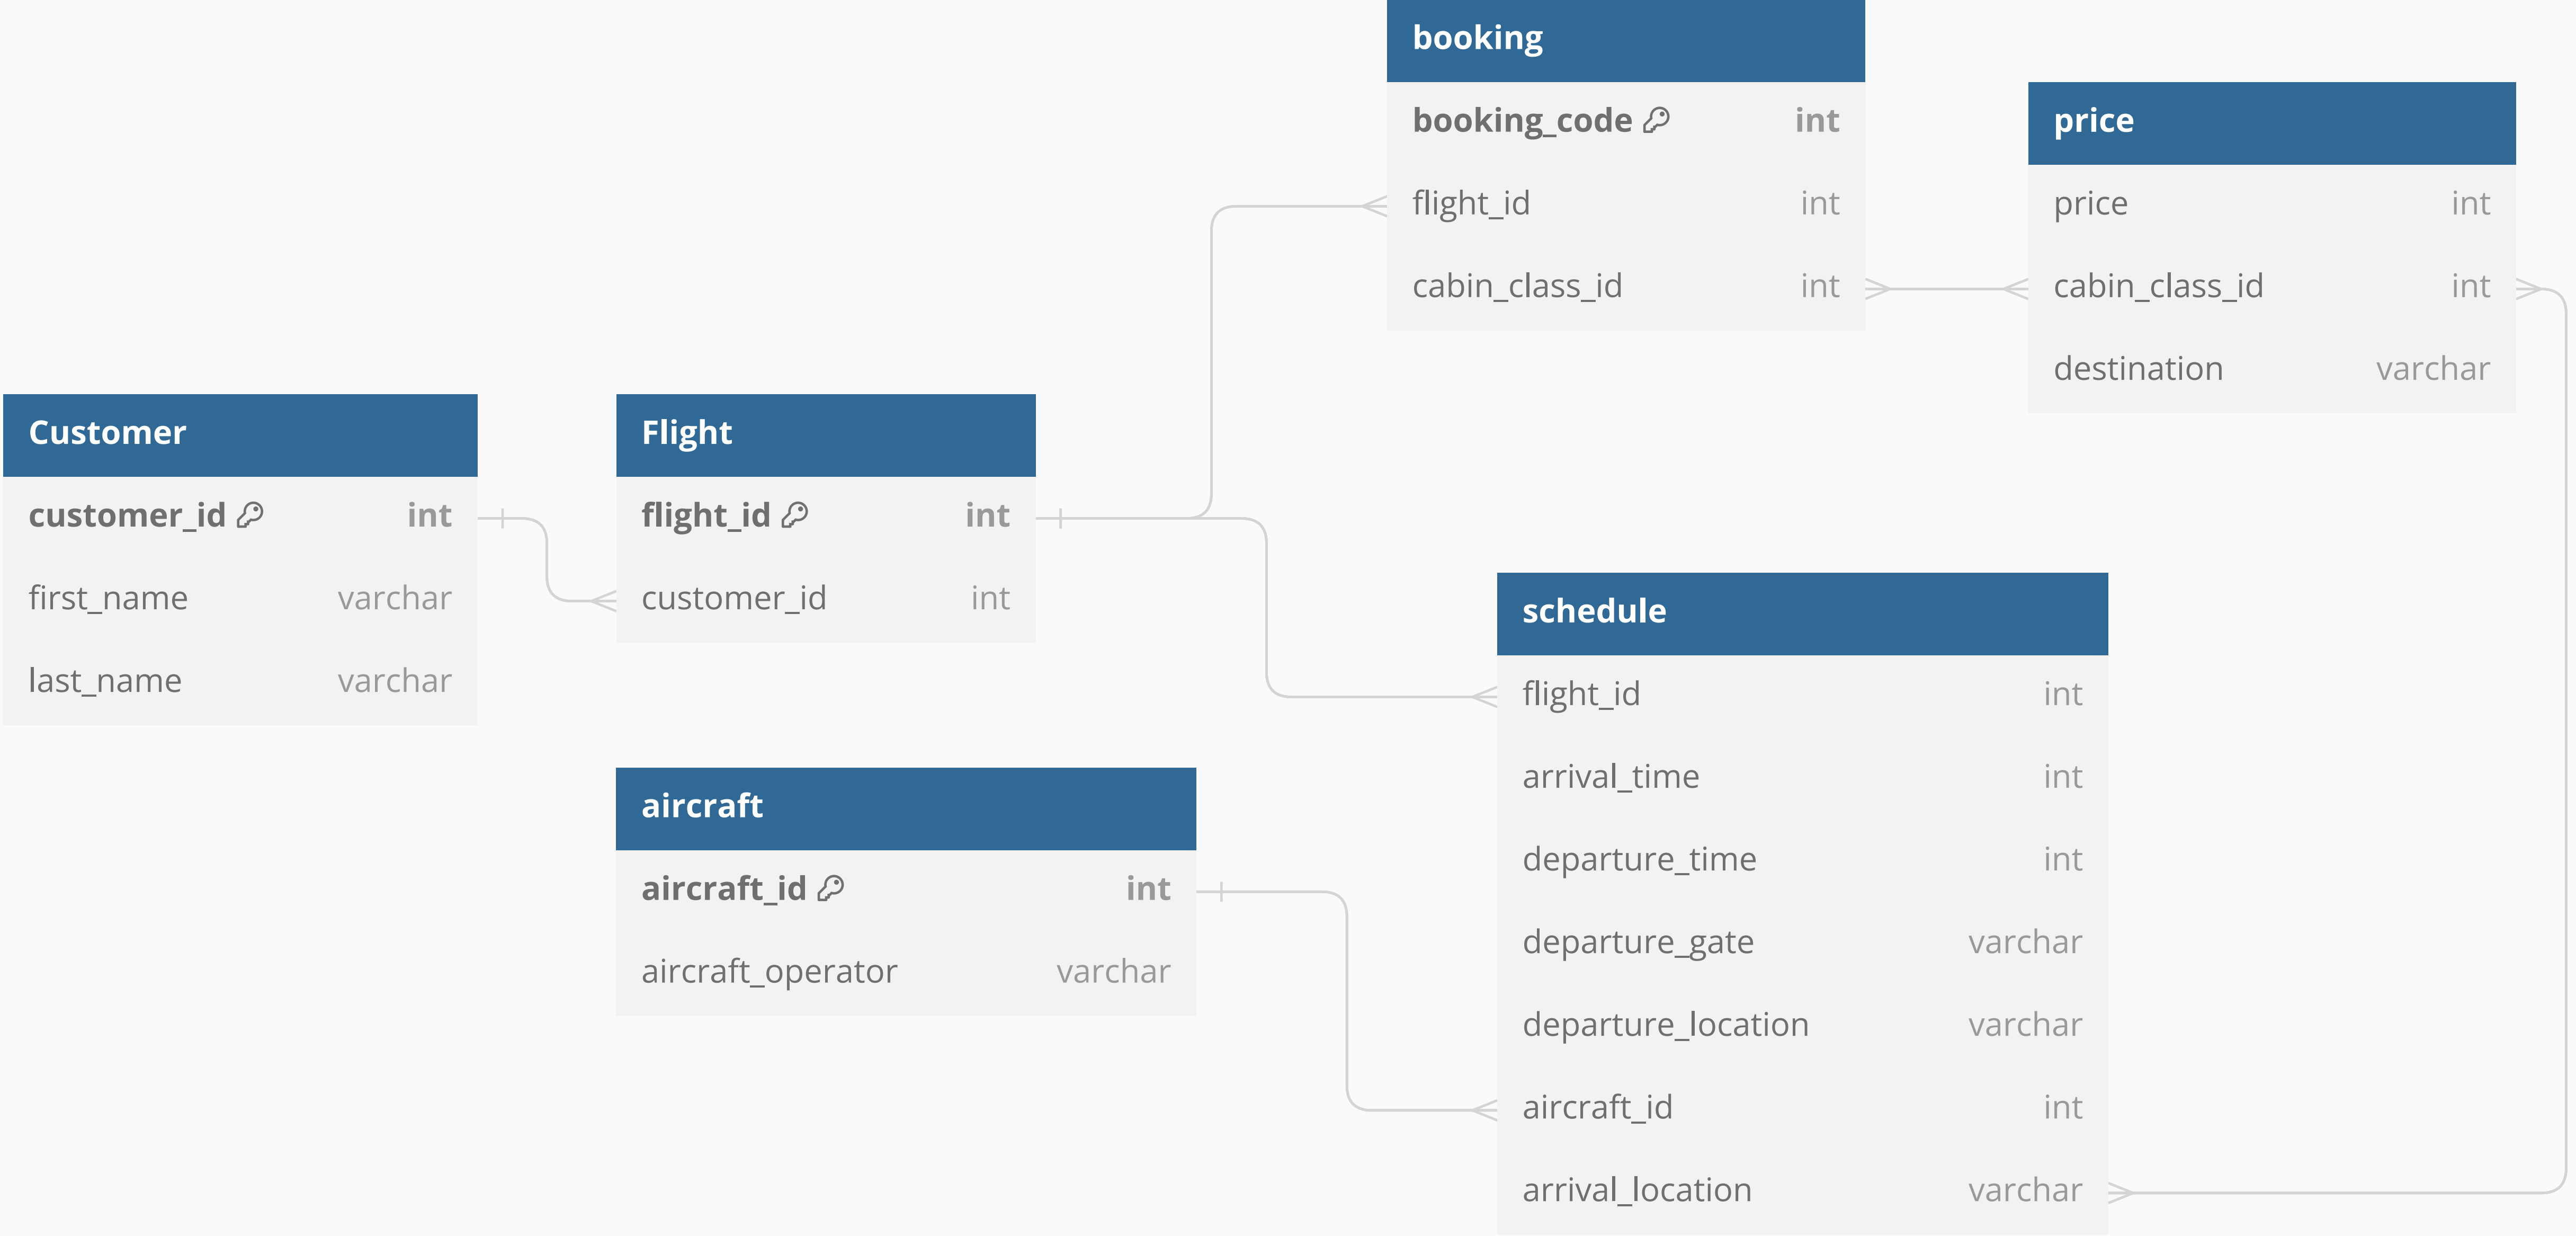 booking
booking_code int
flight_id int
cabin_class_id int
price
price int
cabin_class_id int
destination varchar
Customer
customer_id int
first_name varchar
last_name varchar
Flight
flight_id int
customer_id int
schedule
flight_id int
arrival_time int
departure_time int
departure_gate varchar
departure_location varchar
aircraft_id int
arrival_location varchar
aircraft
aircraft_id int
aircraft_operator varchar